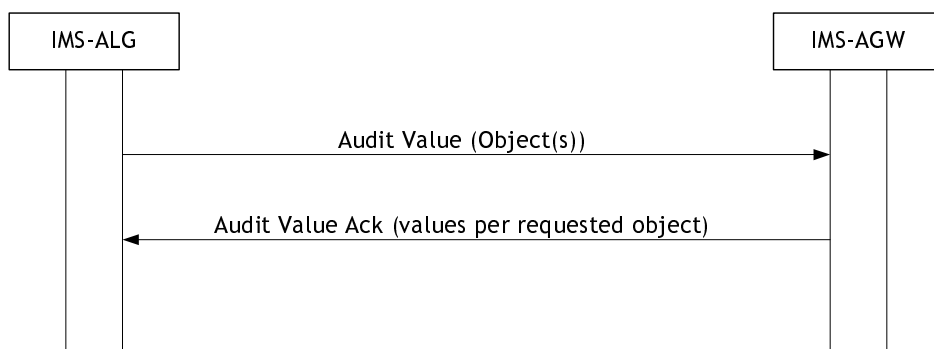 IMS-ALG
IMS-AGW
Audit Value (Object(s))
Audit Value Ack (values per requested object)